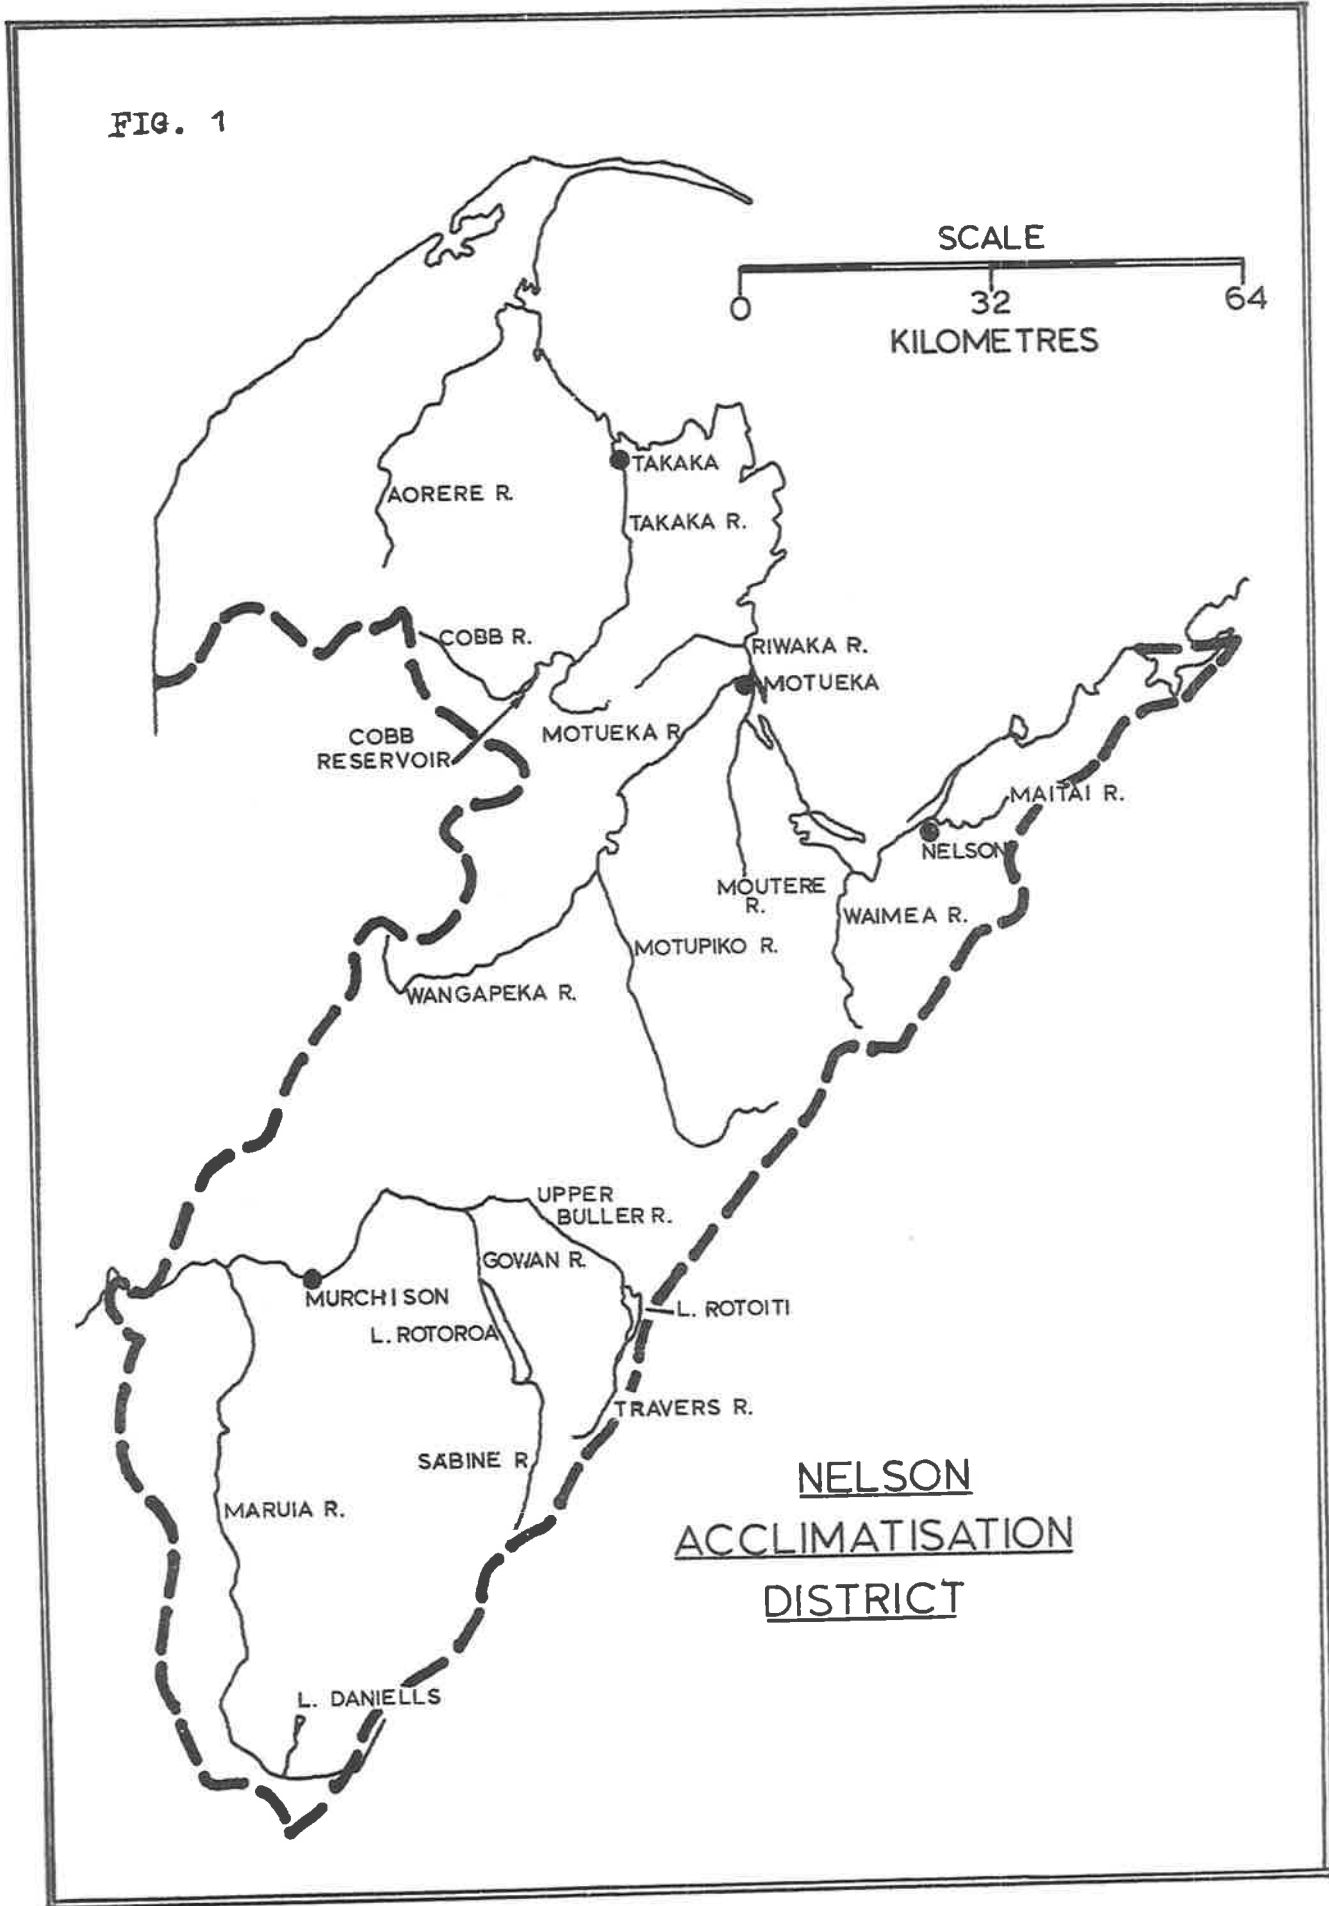 FIG. 1
SCALE
0 32 64
KILOMETRES
TAKAKA
AORERE R.
TAKAKA R.
COBB R.
RIWAKA R.
MOTUEKA
COBB
RESERVOIR
MOTUEKA R
MAITAI R.
NELSON
MOUTERE
R.
WAIMEA R.
MOTUPIKO R.
WANGAPEKA R.
UPPER
BULLER R.
GOWAN R.
MURCHISON
L. ROTOITI
L. ROTOROA
TRAVERS R.
SABINE R
MARUIA R.
L. DANIELLS
NELSON
ACCLIMATISATION
DISTRICT